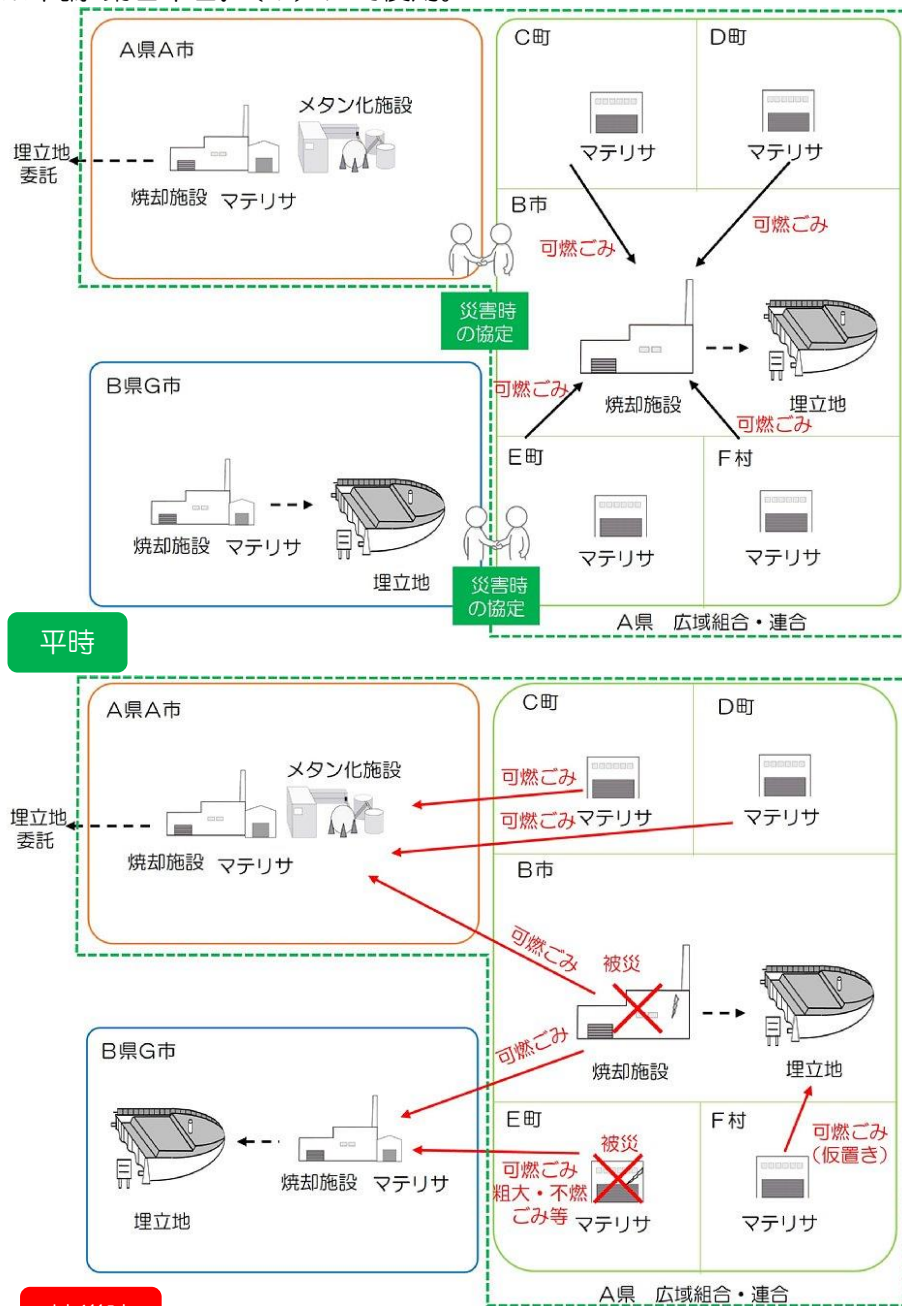 A県A市
メタン化施設
埋立地
委託
焼却施設
マテリサ
C町
D町
マテリサ
マテリサ
B市
可燃ごみ
可燃ごみ
災害時
の協定
焼却施設
埋立地
可燃ごみ
可燃ごみ
B県G市
焼却施設
マテリサ
埋立地
E町
F村
マテリサ
マテリサ
災害時
の協定
A県 広域組合・連合
平時
A県A市
メタン化施設
埋立地
委託
焼却施設
マテリサ
C町
D町
可燃ごみ
マテリサ
可燃ごみ
マテリサ
B市
可燃ごみ
被災
焼却施設
埋立地
可燃ごみ
B県G市
焼却施設
マテリサ
埋立地
E町
被災
可燃ごみ
粗大・不燃
ごみ等
マテリサ
F村
可燃ごみ
(仮置き)
マテリサ
A県 広域組合・連合